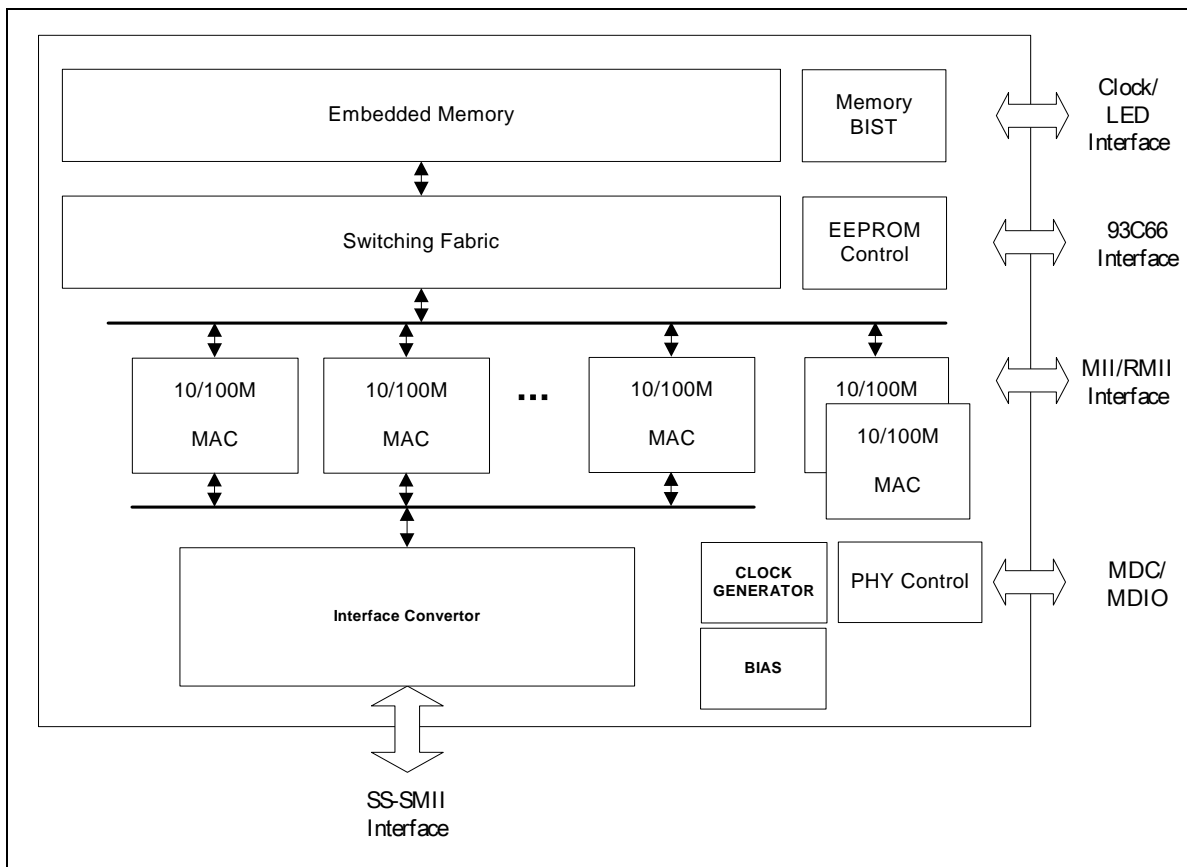 Embedded Memory
Memory
BIST
Clock/
LED
Interface
Switching Fabric
EEPROM
Control
93C66
Interface
10/100M
MAC
10/100M
MAC
...
10/100M
MAC
10/100M
10/100M
MAC
MII/RMII
Interface
Interface Convertor
CLOCK
GENERATOR
PHY Control
MDC/
MDIO
BIAS
SS-SMII
Interface